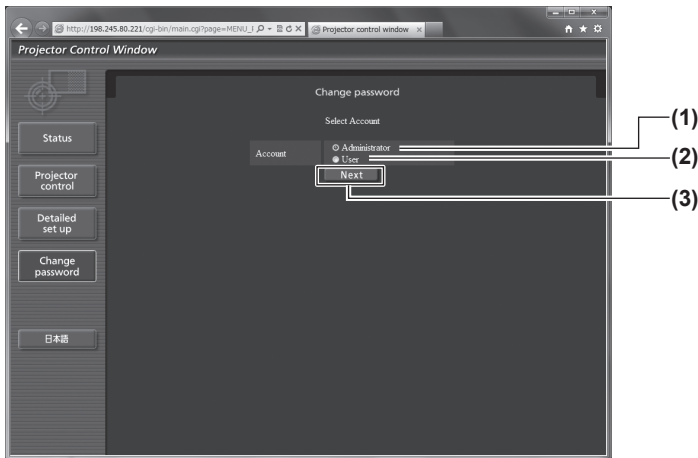 http://198.245.80.221/cgi-bin/main.cgi?page=MENU_
Projector control window
Projector Control Window
Change password
Select Account
(1)
Status
Account
Administrator
User
(2)
Next
Projector
control
(3)
Detailed
set up
Change
password
日本語